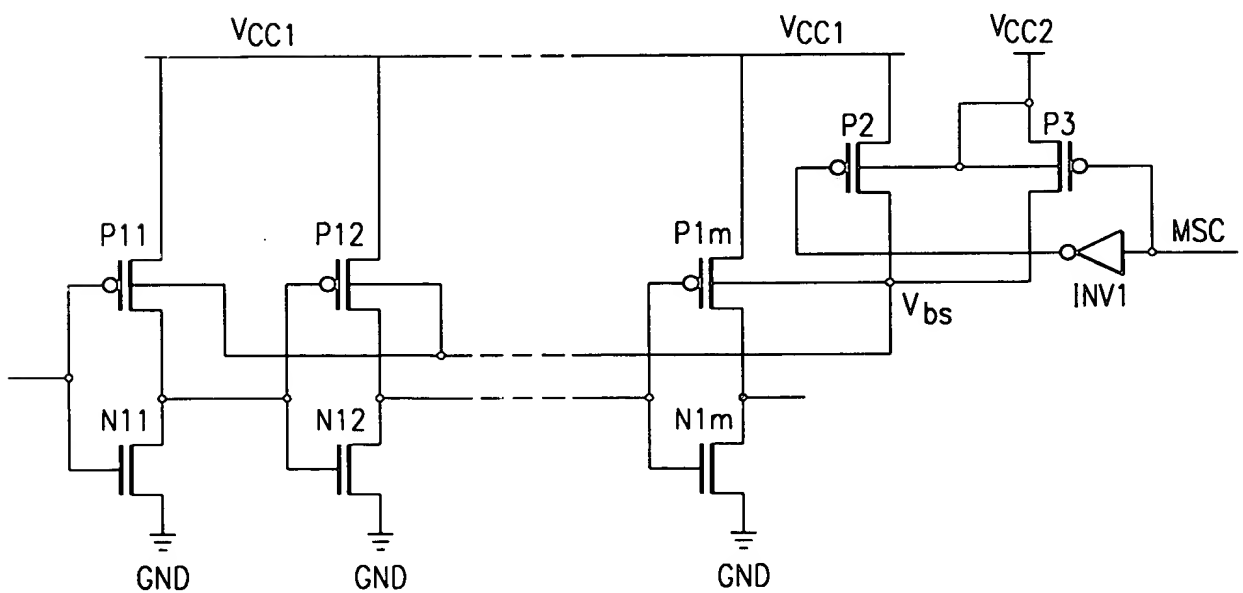 VCC1
VCC1
VCC2
P2
P3
P11
P12
P1m
MSC
INV1
Vbs
N11
N12
N1m
GND
GND
GND